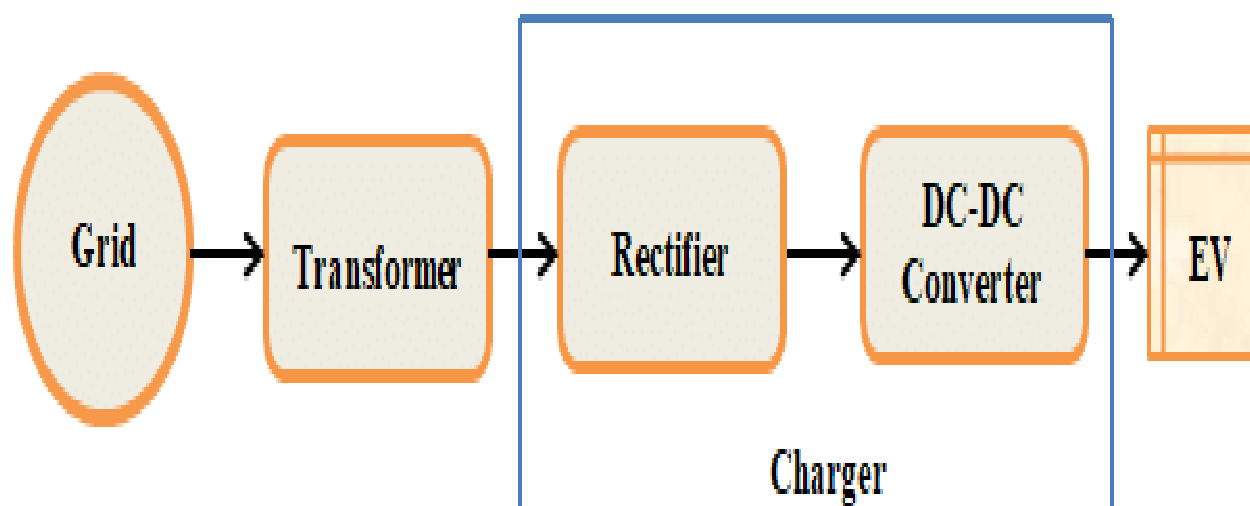 Grid
Transformer
Rectifier
DC-DC
Converter
EV
Charger